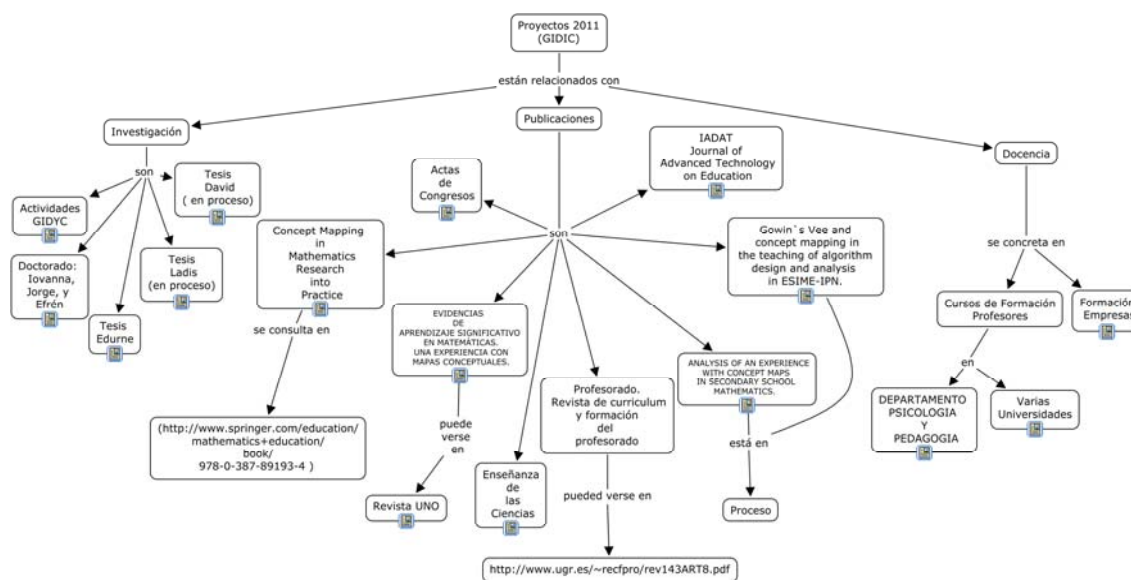 Proyectos 2011
(GIDIC)
están relacionados con
Investigación
Publicaciones
Docencia
son
Tesis
David
( en proceso)
Actividades
GIDYC
Doctorado:
Iovanna,
Jorge, y
Efrén
Tesis
Ladis
(en proceso)
Tesis
Edurne
Actas
de
Congresos
IADAT
Journal of
Advanced Technology
on Education
son
Concept Mapping
in
Mathematics
Research
into
Practice
Gowin`s Vee and
concept mapping in
the teaching of algorithm
design and analysis
in ESIME-IPN.
se consulta en
(http://www.springer.com/education/
mathematics+education/
book/
978-0-387-89193-4 )
EVIDENCIAS
DE
APRENDIZAJE SIGNIFICATIVO
EN MATEMÁTICAS.
UNA EXPERIENCIA CON
MAPAS CONCEPTUALES.
puede
verse
en
Revista UNO
Enseñanza
de
las
Ciencias
Profesorado.
Revista de curriculum
y formación
del
profesorado
pueded verse en
http://www.ugr.es/~recfpro/rev143ART8.pdf
ANALYSIS OF AN EXPERIENCE
WITH CONCEPT MAPS
IN SECONDARY SCHOOL
MATHEMATICS.
está en
Proceso
se concreta en
Cursos de Formación
Profesores
Formación
Empresas
en
DEPARTAMENTO
PSICOLOGIA
Y
PEDAGOGIA
Varias
Universidades